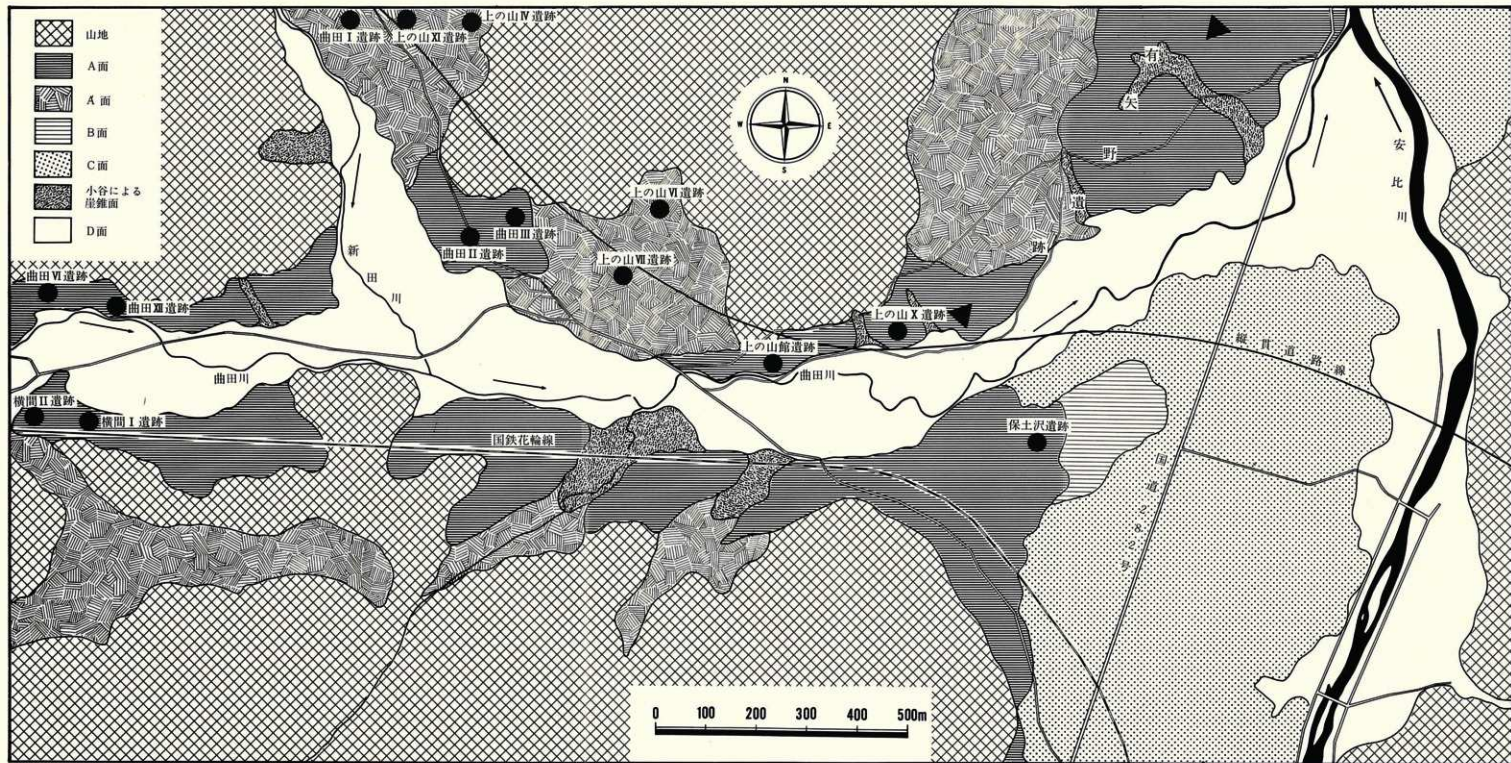 山地
A面
A′面
B面
C面
小谷による
崖錐面
D面
曲田Ⅰ遺跡
上の山Ⅺ遺跡
上の山Ⅳ遺跡
N
W
E
S
有
矢
野
遺
跡
安比川
新田川
曲田Ⅲ遺跡
曲田Ⅱ遺跡
上の山Ⅵ遺跡
上の山Ⅶ遺跡
曲田Ⅵ遺跡
曲田Ⅻ遺跡
上の山Ⅹ遺跡
上の山館遺跡
曲田川
曲田川
縦貫道路線
横間Ⅱ遺跡
横間Ⅰ遺跡
国鉄花輪線
保土沢遺跡
国道282号
0 100 200 300 400 500m